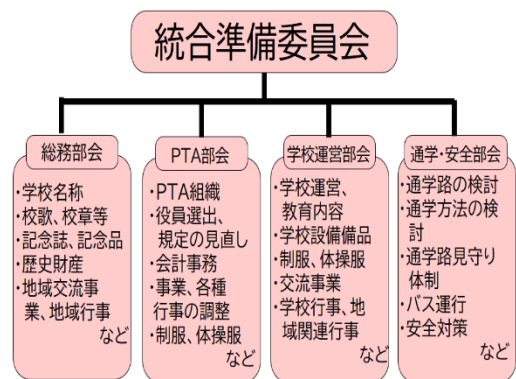 統合準備委員会
総務部会
・学校名称
・校歌、校章等
・記念誌、記念品
・歴史財産
・地域交流事
業、地域行事
など
PTA部会
・PTA組織
・役員選出、
規定の見直し
・会計事務
・事業、各種
行事の調整
・制服、体操服
など
学校運営部会
・学校運営、
教育内容
・学校設備備品
・制服、体操服
・交流事業
・学校行事、地
域関連行事
など
通学・安全部会
・通学路の検討
・通学方法の検
討
・通学路見守り
体制
・バス運行
・安全対策
など